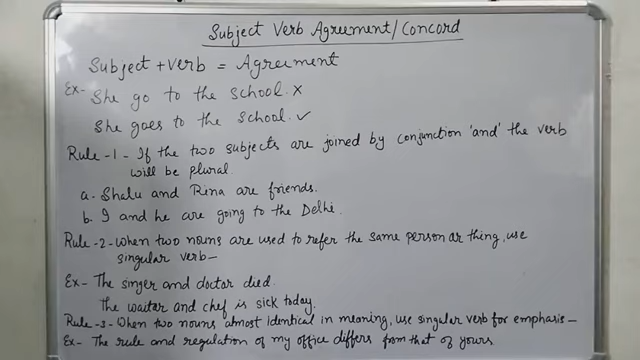 Subject Verb Agreement/Concord
Subject + Verb = Agreement
Ex- She go to the school. ×
She goes to the school. ✓
Rule-1- If the two subjects are joined by conjunction 'and' the verb
will be plural.
a. Shalu and Rina are friends.
b. I and he are going to the Delhi.
Rule-2- When two nouns are used to refer the same person or thing, use
singular verb-
Ex- The singer and doctor died.
The waiter and chef is sick today.
Rule-3- When two nouns almost identical in meaning, use singular verb for emphasis-
Ex- The rule and regulation of my office differs from that of yours.